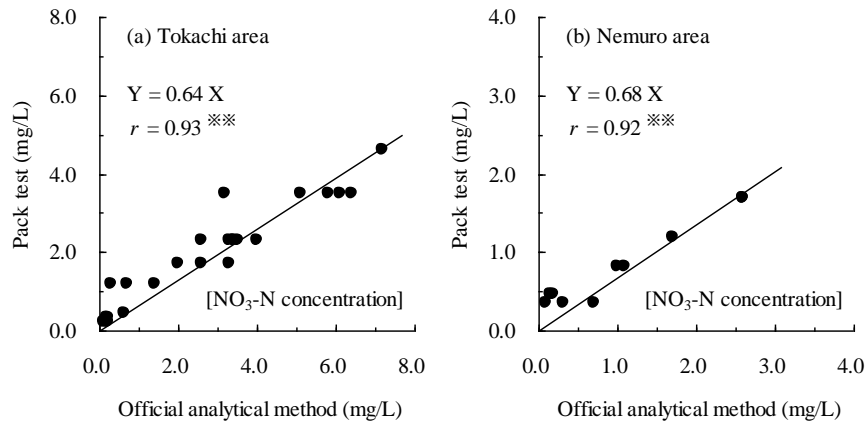 (a) Tokachi area
Y = 0.64 X
r = 0.93 ※※
[NO₃-N concentration]
Pack test (mg/L)
8.0
6.0
4.0
2.0
0.0
0.0 2.0 4.0 6.0 8.0
Official analytical method (mg/L)
(b) Nemuro area
Y = 0.68 X
r = 0.92 ※※
[NO₃-N concentration]
Pack test (mg/L)
4.0
3.0
2.0
1.0
0.0
0.0 1.0 2.0 3.0 4.0
Official analytical method (mg/L)